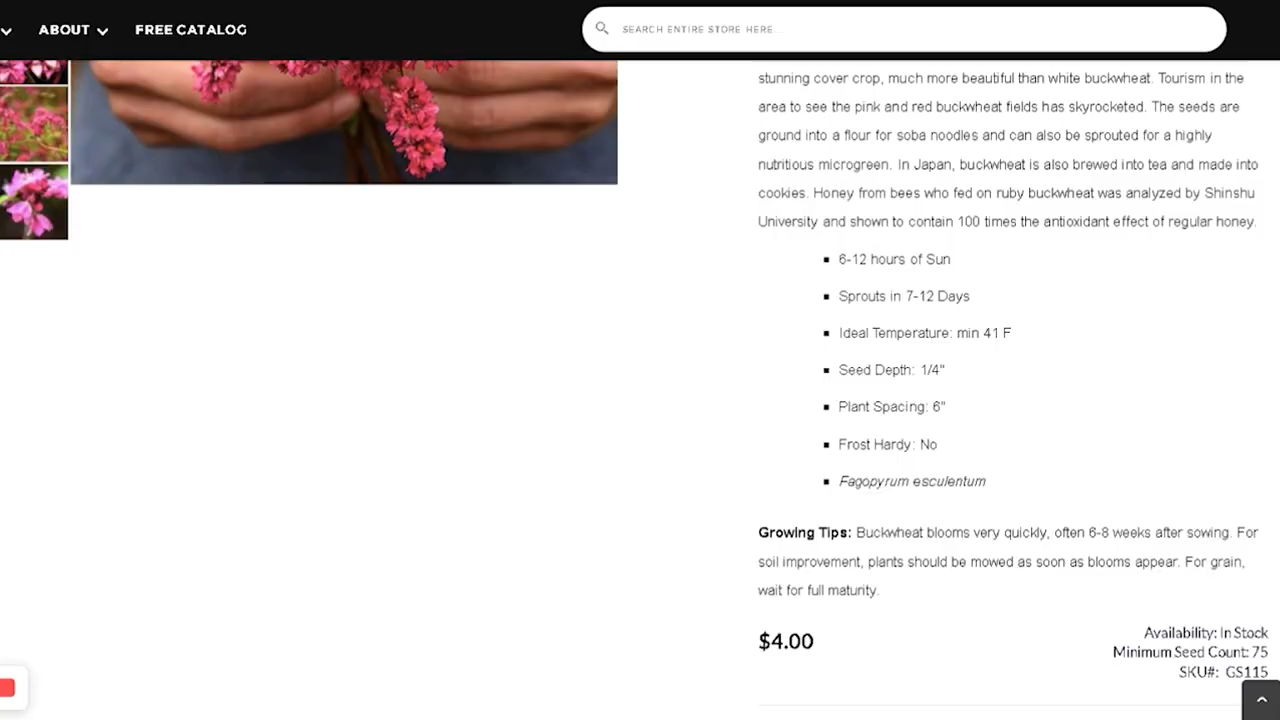 ABOUT
FREE CATALOG
SEARCH ENTIRE STORE HERE...
stunning cover crop, much more beautiful than white buckwheat. Tourism in the
area to see the pink and red buckwheat fields has skyrocketed. The seeds are
ground into a flour for soba noodles and can also be sprouted for a highly
nutritious microgreen. In Japan, buckwheat is also brewed into tea and made into
cookies. Honey from bees who fed on ruby buckwheat was analyzed by Shinshu
University and shown to contain 100 times the antioxidant effect of regular honey.
6-12 hours of Sun
Sprouts in 7-12 Days
Ideal Temperature: min 41 F
Seed Depth: 1/4"
Plant Spacing: 6"
Frost Hardy: No
Fagopyrum esculentum
Growing Tips: Buckwheat blooms very quickly, often 6-8 weeks after sowing. For
soil improvement, plants should be mowed as soon as blooms appear. For grain,
wait for full maturity.
$4.00
Availability: In Stock
Minimum Seed Count: 75
SKU#: GS115